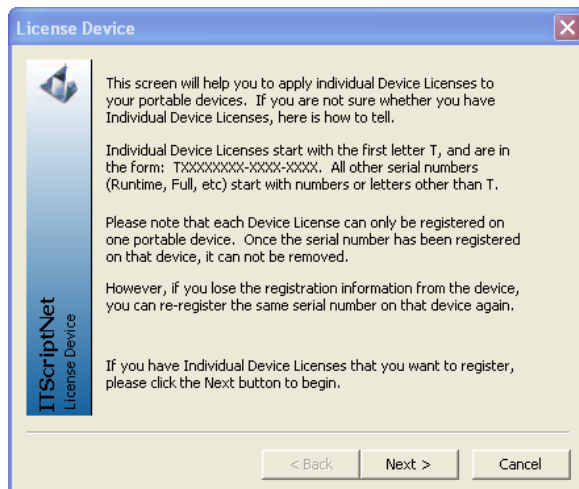 License Device
This screen will help you to apply individual Device Licenses to
your portable devices. If you are not sure whether you have
Individual Device Licenses, here is how to tell.
Individual Device Licenses start with the first letter T, and are in
the form: TXXXXXXXX-XXXX-XXXX. All other serial numbers
(Runtime, Full, etc) start with numbers or letters other than T.
Please note that each Device License can only be registered on
one portable device. Once the serial number has been registered
on that device, it can not be removed.
However, if you lose the registration information from the device,
you can re-register the same serial number on that device again.
If you have Individual Device Licenses that you want to register,
please click the Next button to begin.
ITScriptNet
License Device
< Back
Next >
Cancel